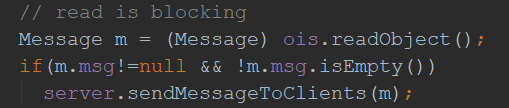 // read is blocking
Message m = (Message) ois.readObject();
if(m.msg!=null && !m.msg.isEmpty())
server.sendMessageToClients(m);